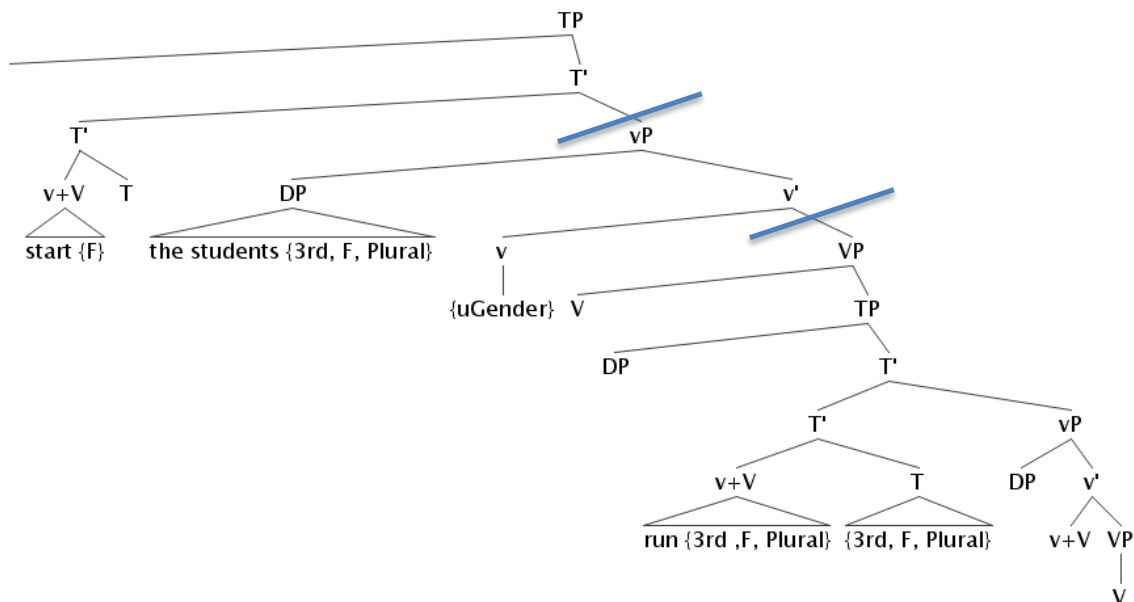 TP
T'
T' vP
v+V T DP v'
start {F} the students {3rd, F, Plural} v VP
{uGender} V TP
DP T'
T' vP
v+V T DP v'
run {3rd ,F, Plural} {3rd, F, Plural} v+V VP
V